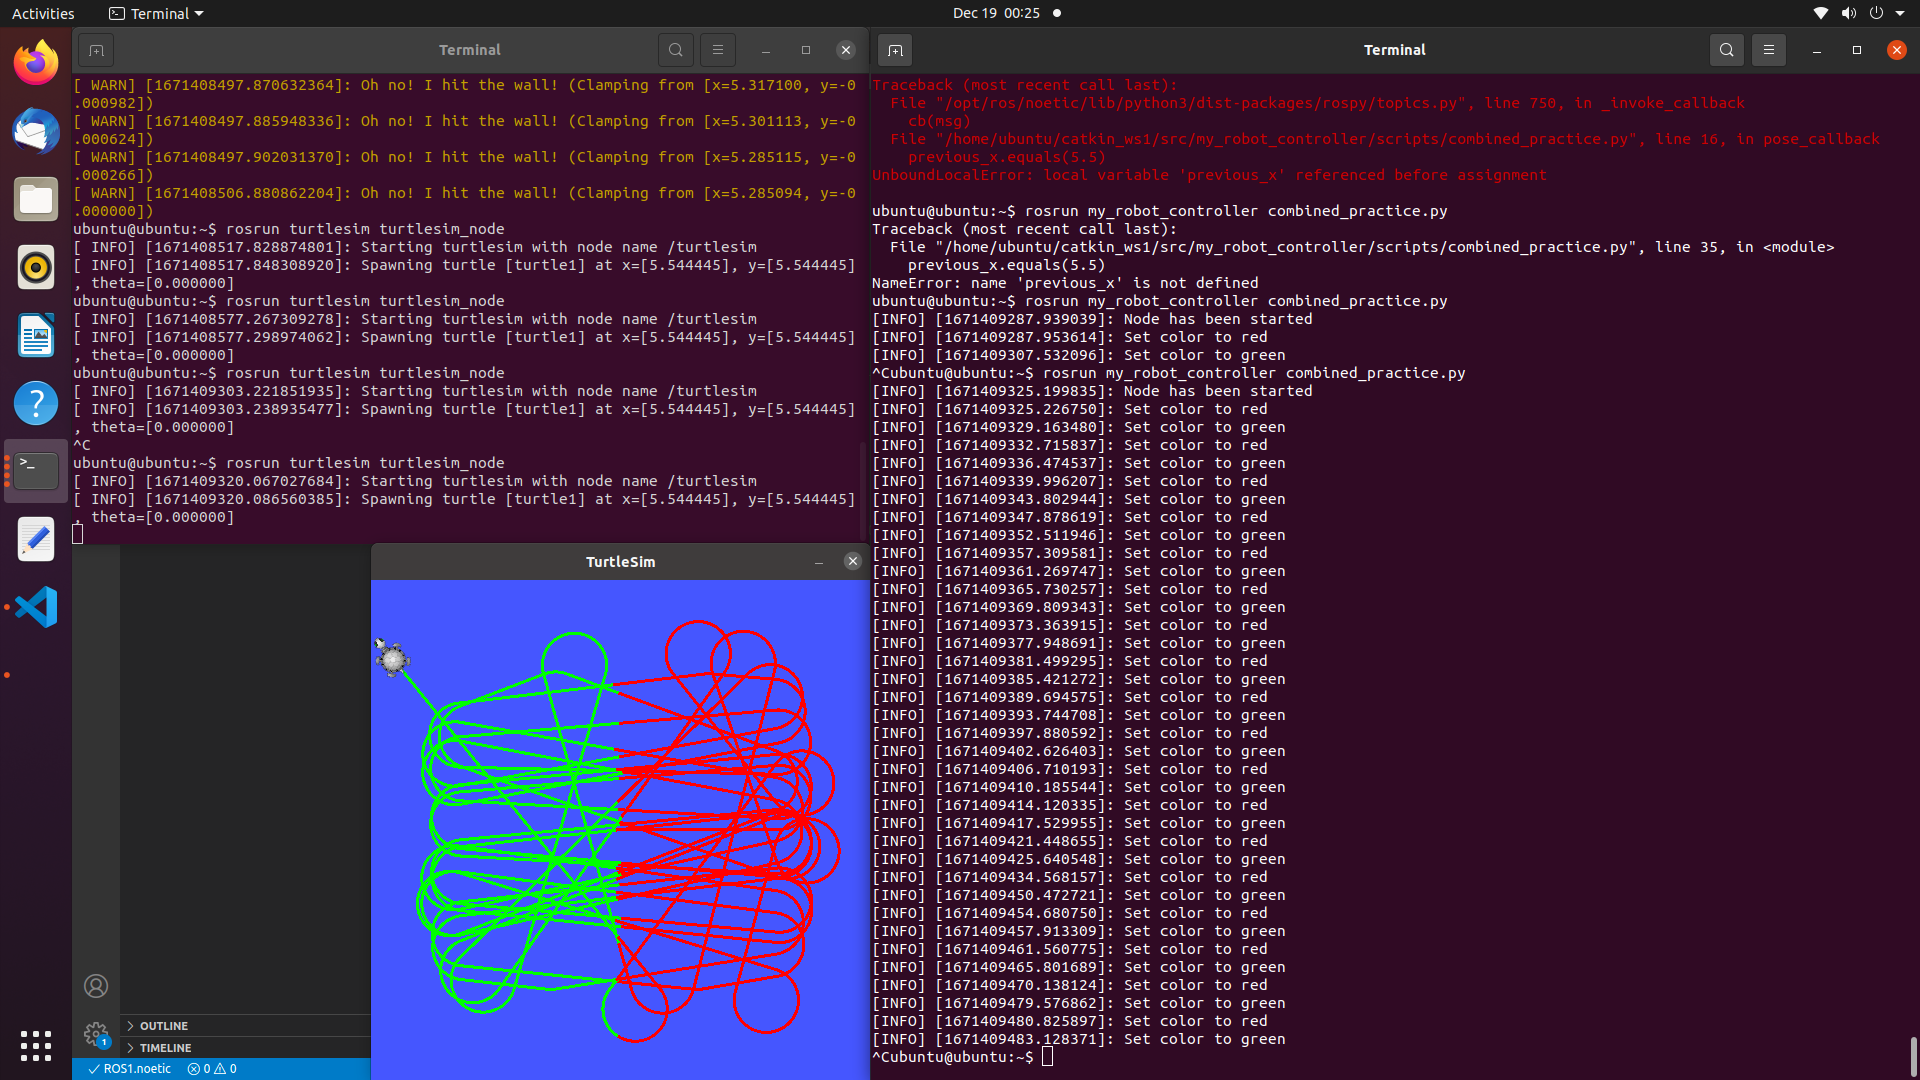 Activities
Terminal
Dec 19 00:25
Terminal
[ WARN] [1671408497.870632364]: Oh no! I hit the wall! (Clamping from [x=5.317100, y=-0
.000982])
[ WARN] [1671408497.885948336]: Oh no! I hit the wall! (Clamping from [x=5.301113, y=-0
.000624])
[ WARN] [1671408497.902031370]: Oh no! I hit the wall! (Clamping from [x=5.285115, y=-0
.000266])
[ WARN] [1671408506.880862204]: Oh no! I hit the wall! (Clamping from [x=5.285094, y=-0
.000000])
ubuntu@ubuntu:~$ rosrun turtlesim turtlesim_node
[ INFO] [1671408517.828874801]: Starting turtlesim with node name /turtlesim
[ INFO] [1671408517.848308920]: Spawning turtle [turtle1] at x=[5.544445], y=[5.544445]
, theta=[0.000000]
ubuntu@ubuntu:~$ rosrun turtlesim turtlesim_node
[ INFO] [1671408577.267309278]: Starting turtlesim with node name /turtlesim
[ INFO] [1671408577.298974062]: Spawning turtle [turtle1] at x=[5.544445], y=[5.544445]
, theta=[0.000000]
ubuntu@ubuntu:~$ rosrun turtlesim turtlesim_node
[ INFO] [1671409303.221851935]: Starting turtlesim with node name /turtlesim
[ INFO] [1671409303.238935477]: Spawning turtle [turtle1] at x=[5.544445], y=[5.544445]
, theta=[0.000000]
^C
ubuntu@ubuntu:~$ rosrun turtlesim turtlesim_node
[ INFO] [1671409320.067027684]: Starting turtlesim with node name /turtlesim
[ INFO] [1671409320.086560385]: Spawning turtle [turtle1] at x=[5.544445], y=[5.544445]
, theta=[0.000000]
TurtleSim
OUTLINE
TIMELINE
1
ROS1.noetic 0 0
Terminal
Traceback (most recent call last):
File "/opt/ros/noetic/lib/python3/dist-packages/rospy/topics.py", line 750, in _invoke_callback
cb(msg)
File "/home/ubuntu/catkin_ws1/src/my_robot_controller/scripts/combined_practice.py", line 16, in pose_callback
previous_x.equals(5.5)
UnboundLocalError: local variable 'previous_x' referenced before assignment
ubuntu@ubuntu:~$ rosrun my_robot_controller combined_practice.py
Traceback (most recent call last):
File "/home/ubuntu/catkin_ws1/src/my_robot_controller/scripts/combined_practice.py", line 35, in <module>
previous_x.equals(5.5)
NameError: name 'previous_x' is not defined
ubuntu@ubuntu:~$ rosrun my_robot_controller combined_practice.py
[INFO] [1671409287.939039]: Node has been started
[INFO] [1671409287.953614]: Set color to red
[INFO] [1671409307.532096]: Set color to green
^Cubuntu@ubuntu:~$ rosrun my_robot_controller combined_practice.py
[INFO] [1671409325.199835]: Node has been started
[INFO] [1671409325.226750]: Set color to red
[INFO] [1671409329.163480]: Set color to green
[INFO] [1671409332.715837]: Set color to red
[INFO] [1671409336.474537]: Set color to green
[INFO] [1671409339.996207]: Set color to red
[INFO] [1671409343.802944]: Set color to green
[INFO] [1671409347.878619]: Set color to red
[INFO] [1671409352.511946]: Set color to green
[INFO] [1671409357.309581]: Set color to red
[INFO] [1671409361.269747]: Set color to green
[INFO] [1671409365.730257]: Set color to red
[INFO] [1671409369.809343]: Set color to green
[INFO] [1671409373.363915]: Set color to red
[INFO] [1671409377.948691]: Set color to green
[INFO] [1671409381.499295]: Set color to red
[INFO] [1671409385.421272]: Set color to green
[INFO] [1671409389.694575]: Set color to red
[INFO] [1671409393.744708]: Set color to green
[INFO] [1671409397.880592]: Set color to red
[INFO] [1671409402.626403]: Set color to green
[INFO] [1671409406.710193]: Set color to red
[INFO] [1671409410.185544]: Set color to green
[INFO] [1671409414.120335]: Set color to red
[INFO] [1671409417.529955]: Set color to green
[INFO] [1671409421.448655]: Set color to red
[INFO] [1671409425.640548]: Set color to green
[INFO] [1671409434.568157]: Set color to red
[INFO] [1671409450.472721]: Set color to green
[INFO] [1671409454.680750]: Set color to red
[INFO] [1671409457.913309]: Set color to green
[INFO] [1671409461.560775]: Set color to red
[INFO] [1671409465.801689]: Set color to green
[INFO] [1671409470.138124]: Set color to red
[INFO] [1671409479.576862]: Set color to green
[INFO] [1671409480.825897]: Set color to red
[INFO] [1671409483.128371]: Set color to green
^Cubuntu@ubuntu:~$